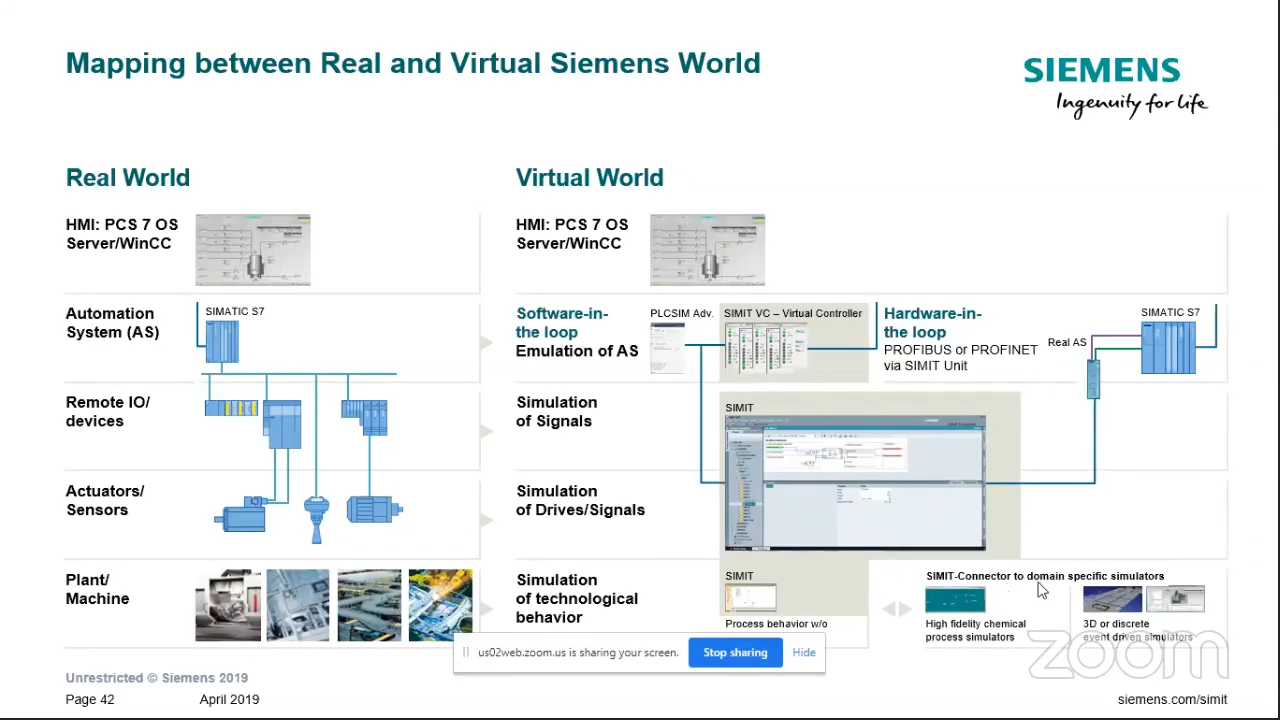 Mapping between Real and Virtual Siemens World
SIEMENS
Ingenuity for life
Real World
Virtual World
HMI: PCS 7 OS
Server/WinCC
HMI: PCS 7 OS
Server/WinCC
Automation
System (AS)
SIMATIC S7
Software-in-
the loop
Emulation of AS
PLCSIM Adv.
SIMIT VC – Virtual Controller
Hardware-in-
the loop
PROFIBUS or PROFINET
via SIMIT Unit
Real AS
SIMATIC S7
Remote IO/
devices
Simulation
of Signals
SIMIT
Actuators/
Sensors
Simulation
of Drives/Signals
Plant/
Machine
Simulation
of technological
behavior
SIMIT
Process behavior w/o
SIMIT-Connector to domain specific simulators
High fidelity chemical
process simulators
3D or discrete
event driven simulators
us02web.zoom.us is sharing your screen.
Stop sharing
Hide
zoom
Unrestricted © Siemens 2019
Page 42
April 2019
siemens.com/simit